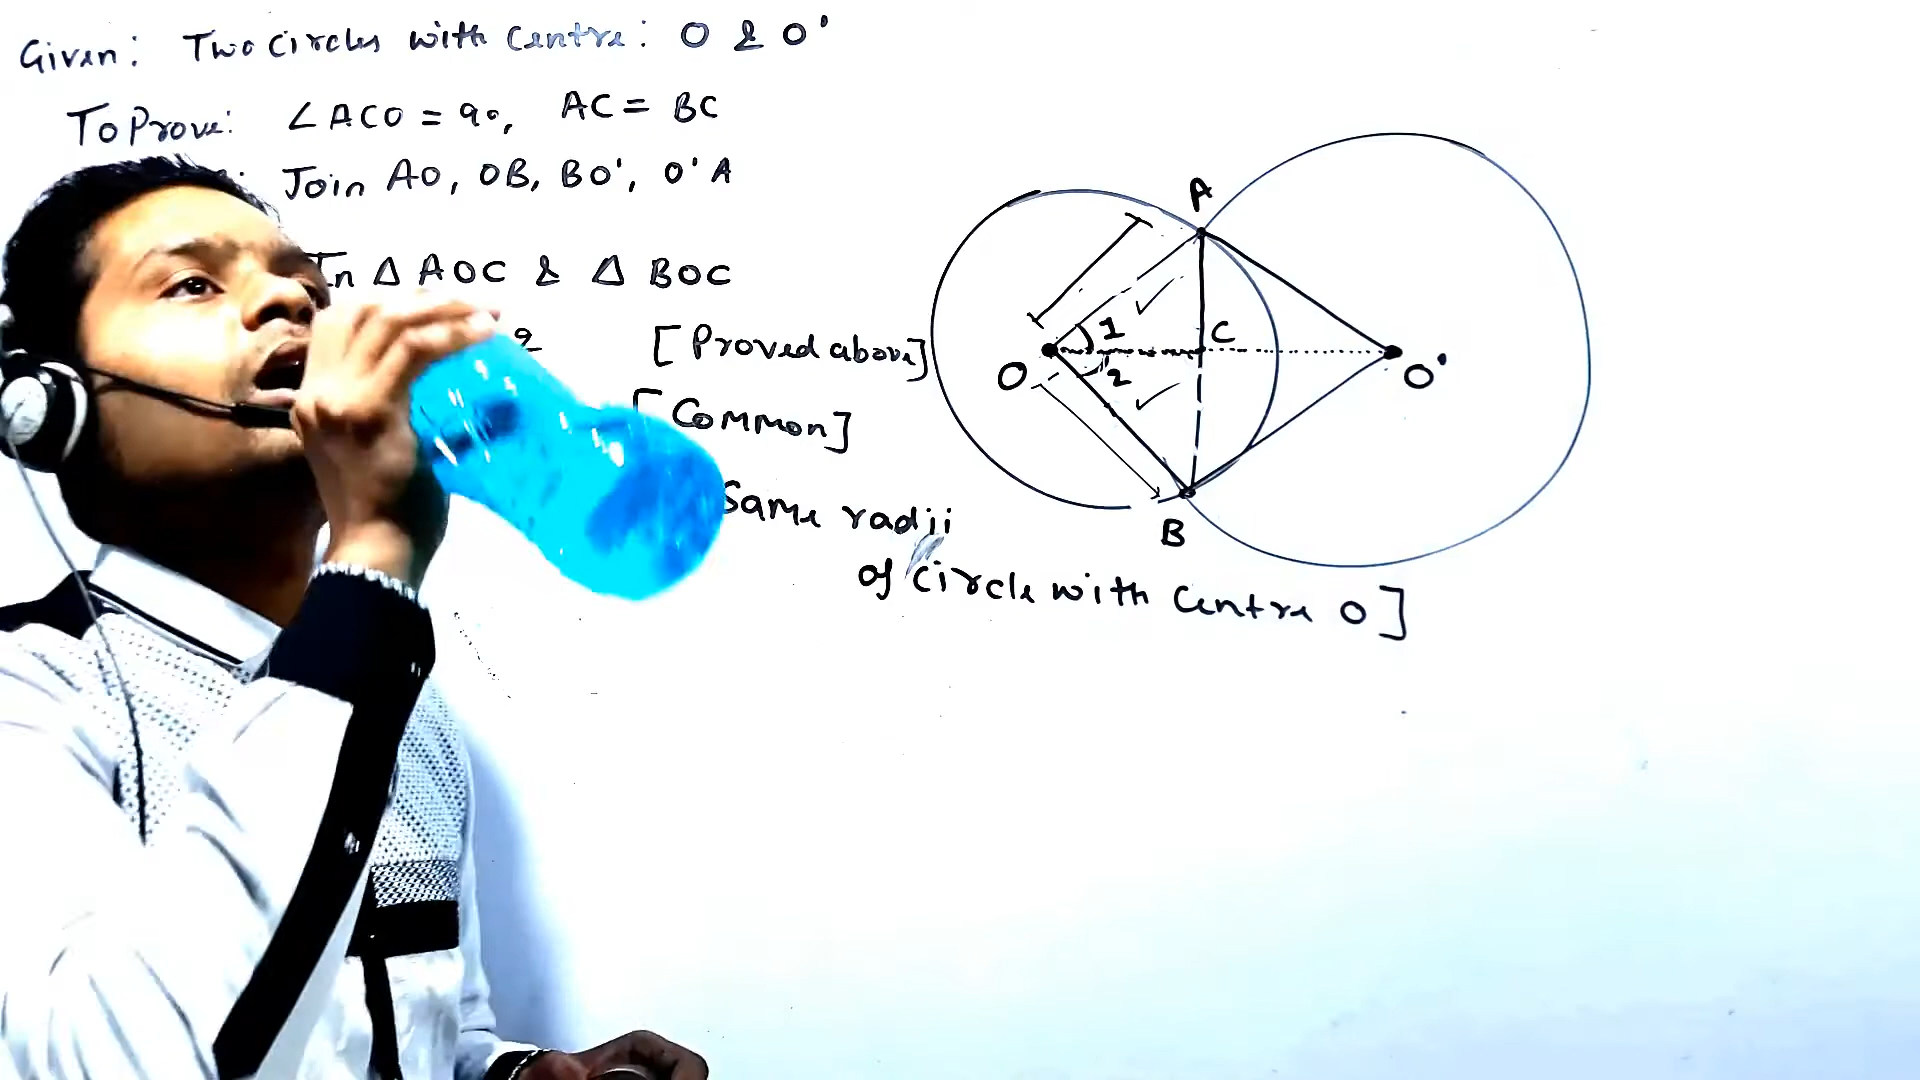 Given: Two Circles with Centre: O & O'
To Prove: ∠ACO = 90, AC = BC
: Join AO, OB, BO', O'A
In Δ AOC & Δ BOC
2 [Proved above]
[Common]
Same radii
of Circle with Centre O]
A
1
C
O
2
O'
B